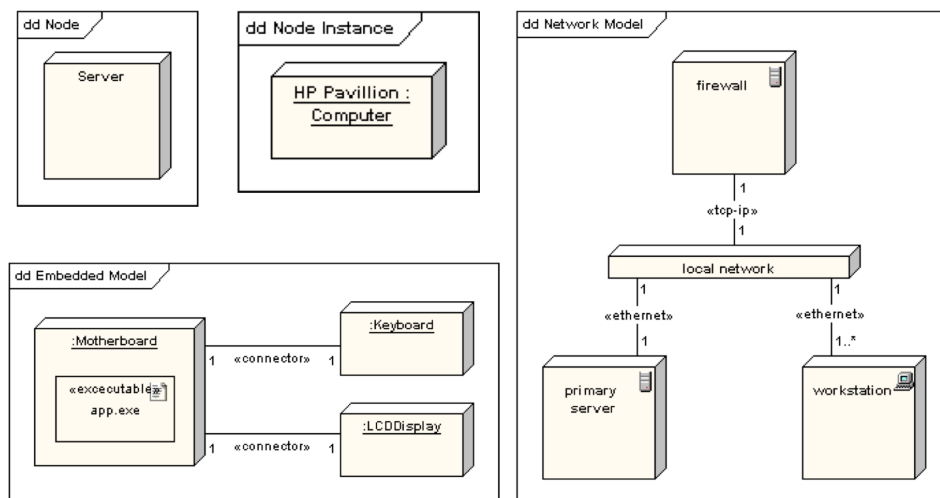 dd Node
Server
dd Node Instance
HP Pavillion :
Computer
dd Network Model
firewall
1
«tcp-ip»
1
local network
1
«ethernet»
1
primary
server
1
«ethernet»
1..*
workstation
dd Embedded Model
:Motherboard
«excecutable»
app.exe
1
«connector»
1
:Keyboard
1
«connector»
1
:LCDDisplay